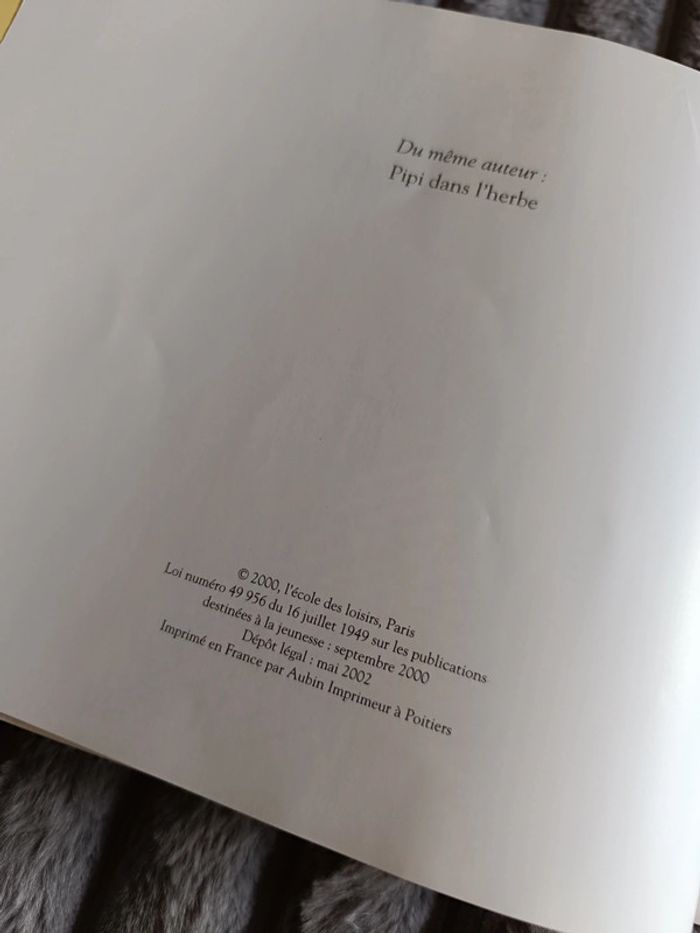 Du même auteur :
Pipi dans l'herbe
© 2000, l'école des loisirs, Paris
Loi numéro 49 956 du 16 juillet 1949 sur les publications
destinées à la jeunesse : septembre 2000
Dépôt légal : mai 2002
Imprimé en France par Aubin Imprimeur à Poitiers